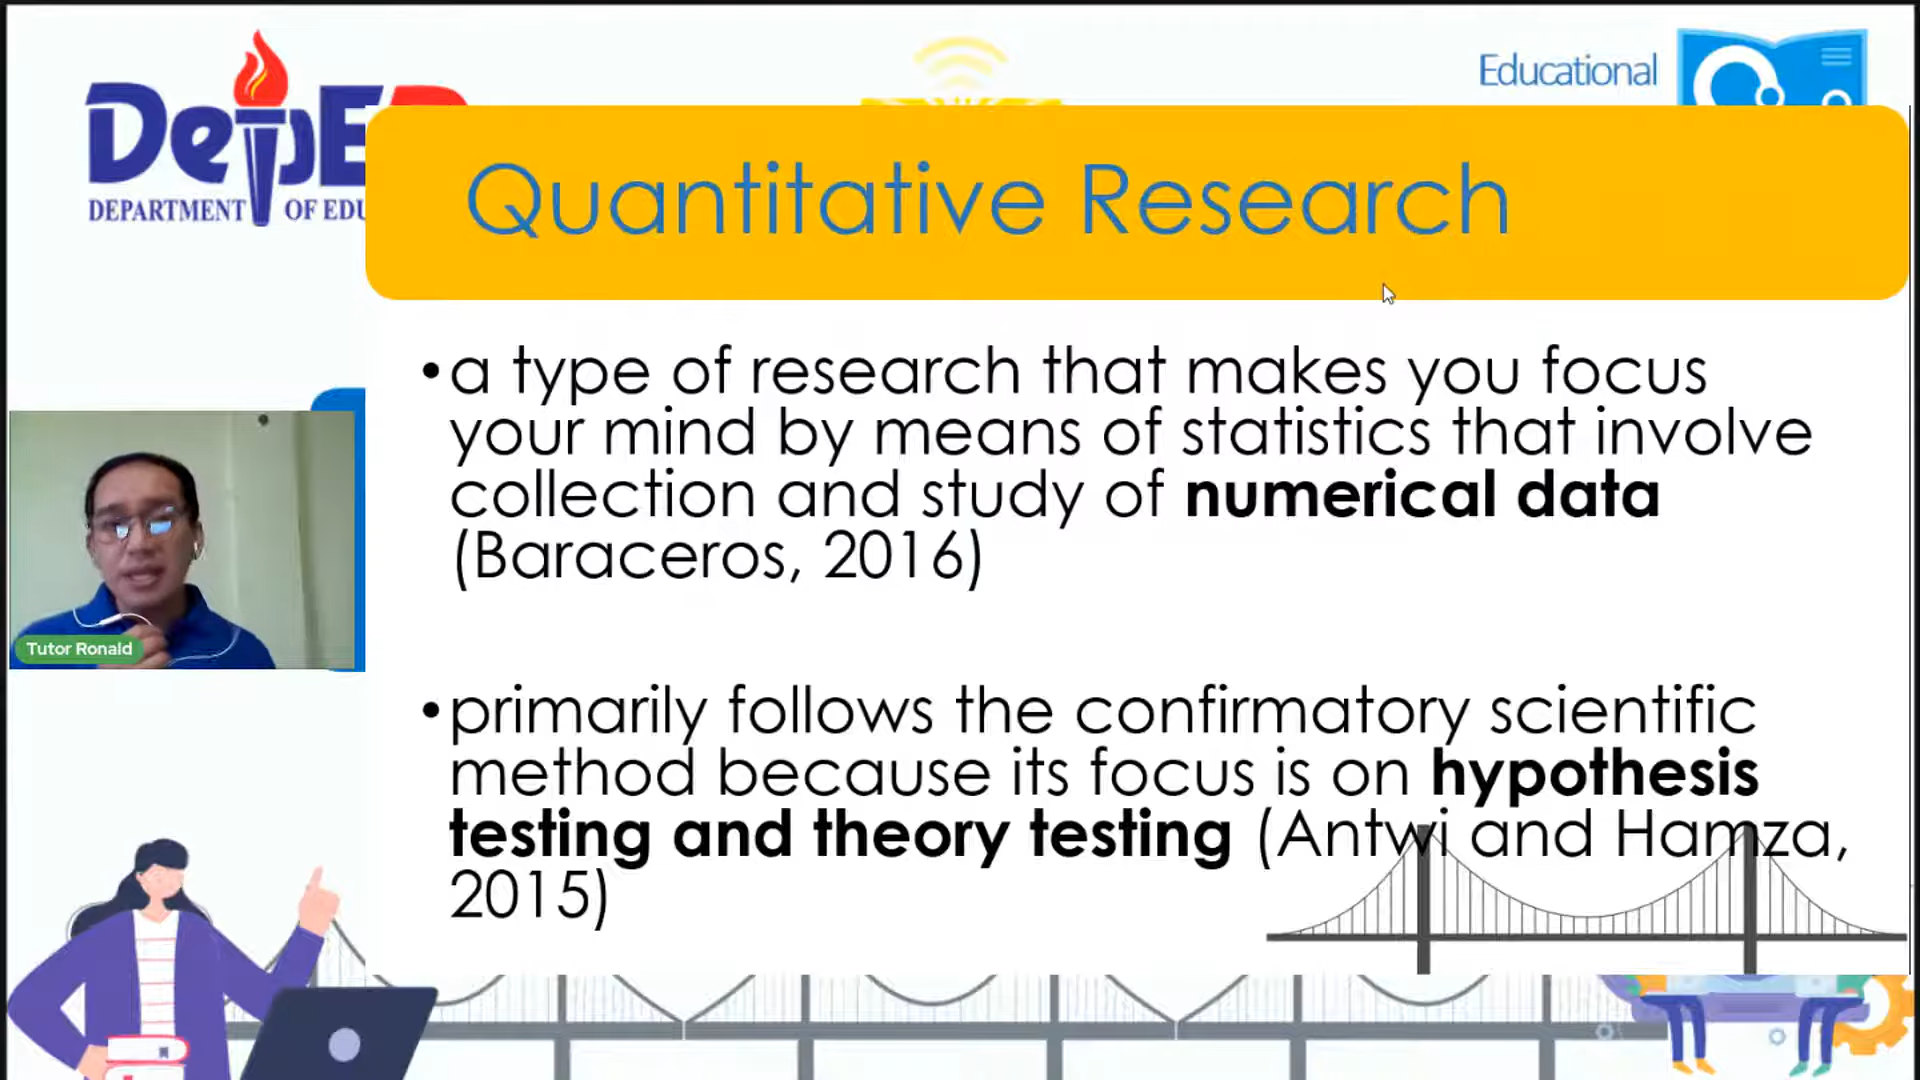 DepE
DEPARTMENT OF EDU
Educational
Quantitative Research
•a type of research that makes you focus
your mind by means of statistics that involve
collection and study of numerical data
(Baraceros, 2016)
Tutor Ronald
•primarily follows the confirmatory scientific
method because its focus is on hypothesis
testing and theory testing (Antwi and Hamza,
2015)